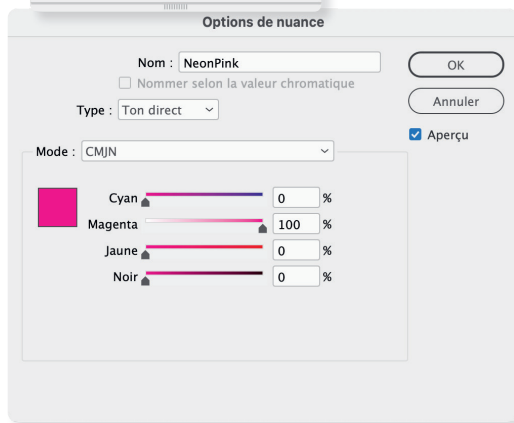 Options de nuance
Nom : NeonPink
OK
Nommer selon la valeur chromatique
Annuler
Type : Ton direct
Aperçu
Mode : CMJN
Cyan 0 %
Magenta 100 %
Jaune 0 %
Noir 0 %